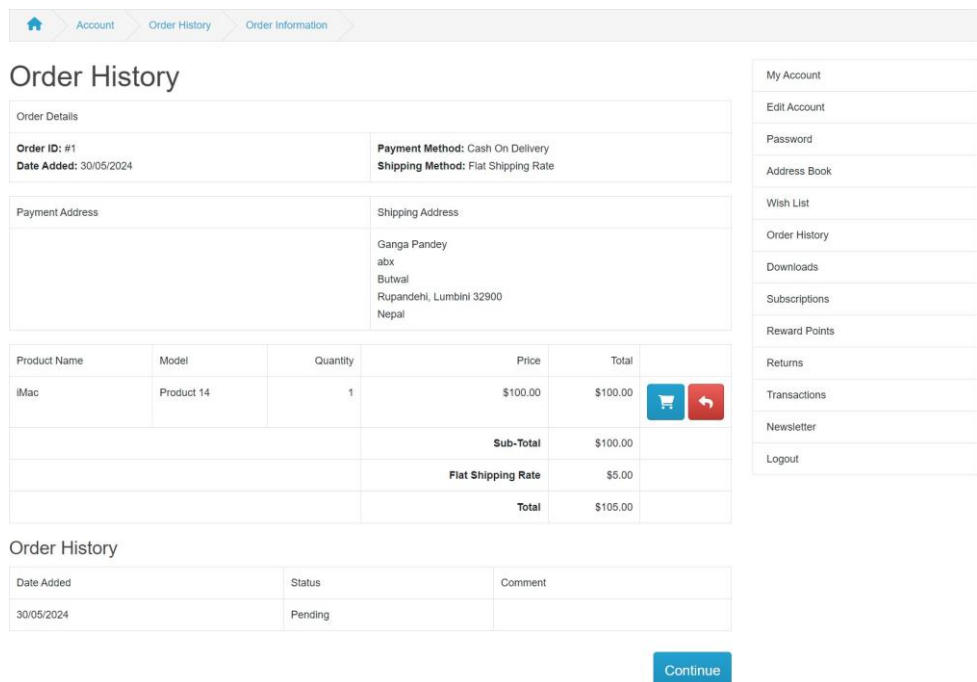 Account Order History Order Information
Order History
Order Details
Order ID: #1
Date Added: 30/05/2024
Payment Method: Cash On Delivery
Shipping Method: Flat Shipping Rate
Payment Address Shipping Address
Ganga Pandey
abx
Butwal
Rupandehi, Lumbini 32900
Nepal
Product Name Model Quantity Price Total
iMac Product 14 1 $100.00 $100.00
Sub-Total $100.00
Flat Shipping Rate $5.00
Total $105.00
Order History
Date Added Status Comment
30/05/2024 Pending
Continue
My Account
Edit Account
Password
Address Book
Wish List
Order History
Downloads
Subscriptions
Reward Points
Returns
Transactions
Newsletter
Logout